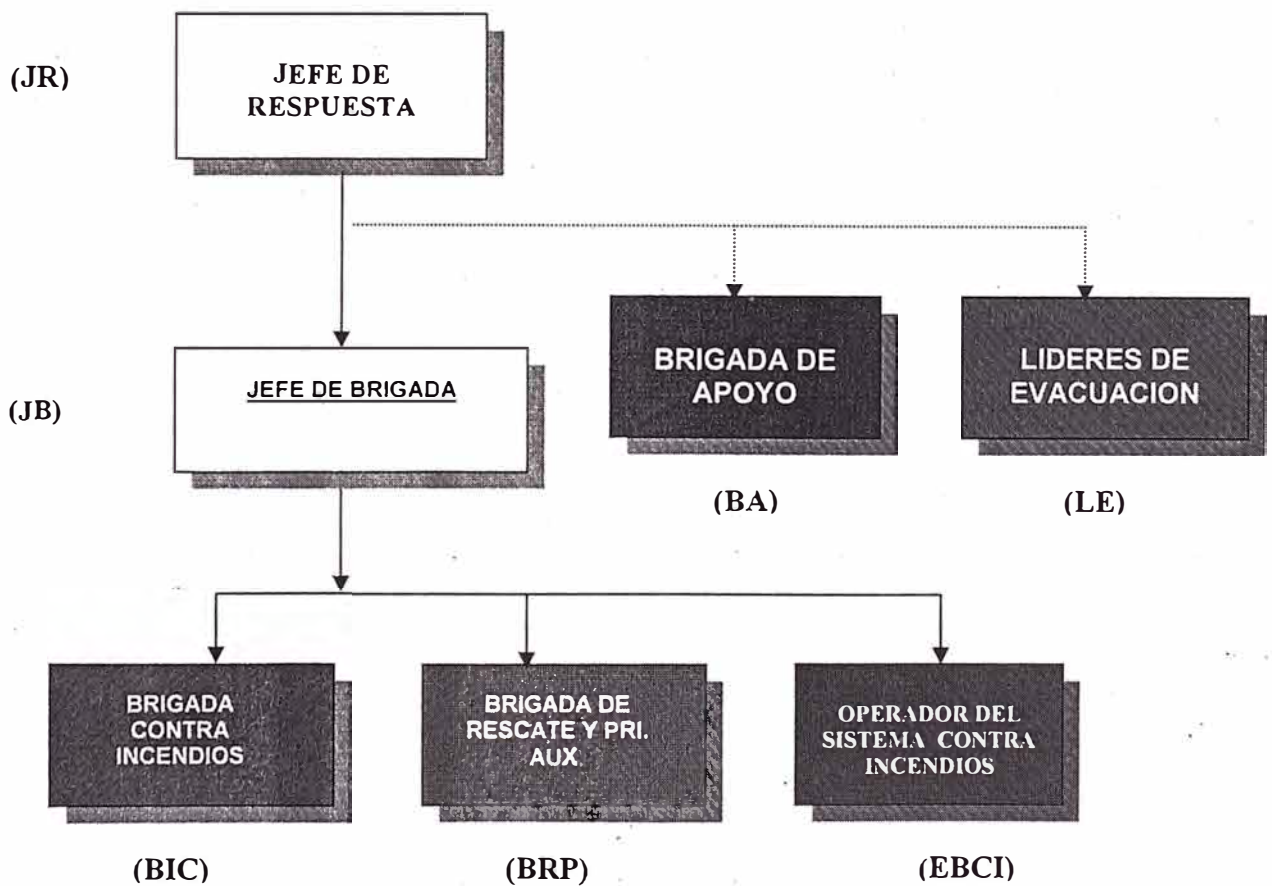 (JR)
JEFE DE
RESPUESTA
BRIGADA DE
APOYO
LIDERES DE
EVACUACION
(JB)
JEFE DE BRIGADA
(BA)
(LE)
BRIGADA
CONTRA
INCENDIOS
BRIGADA DE
RESCATE Y PRI.
AUX.
OPERADOR DEL
SISTEMA CONTRA
INCENDIOS
(BIC)
(BRP)
(EBCI)